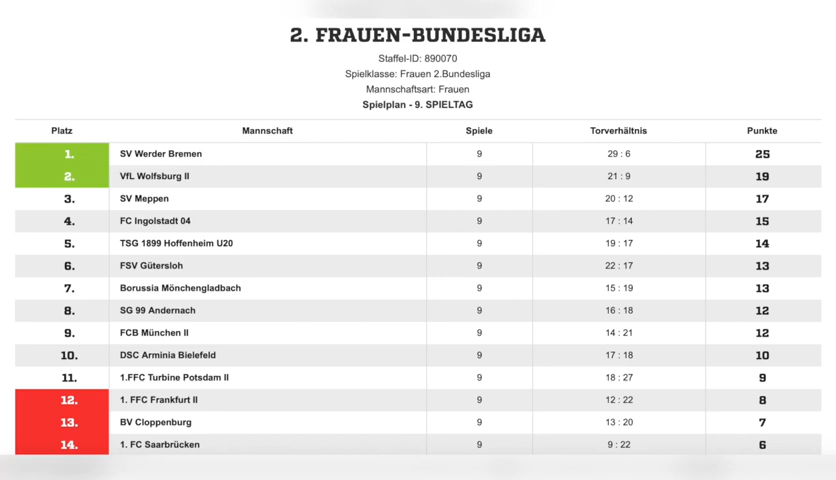 2. FRAUEN-BUNDESLIGA
Staffel-ID: 890070
Spielklasse: Frauen 2.Bundesliga
Mannschaftsart: Frauen
Spielplan - 9. SPIELTAG
Platz Mannschaft Spiele Torverhältnis Punkte
1. SV Werder Bremen 9 29 : 6 25
2. VfL Wolfsburg II 9 21 : 9 19
3. SV Meppen 9 20 : 12 17
4. FC Ingolstadt 04 9 17 : 14 15
5. TSG 1899 Hoffenheim U20 9 19 : 17 14
6. FSV Gütersloh 9 22 : 17 13
7. Borussia Mönchengladbach 9 15 : 19 13
8. SG 99 Andernach 9 16 : 18 12
9. FCB München II 9 14 : 21 12
10. DSC Arminia Bielefeld 9 17 : 18 10
11. 1.FFC Turbine Potsdam II 9 18 : 27 9
12. 1. FFC Frankfurt II 9 12 : 22 8
13. BV Cloppenburg 9 13 : 20 7
14. 1. FC Saarbrücken 9 9 : 22 6